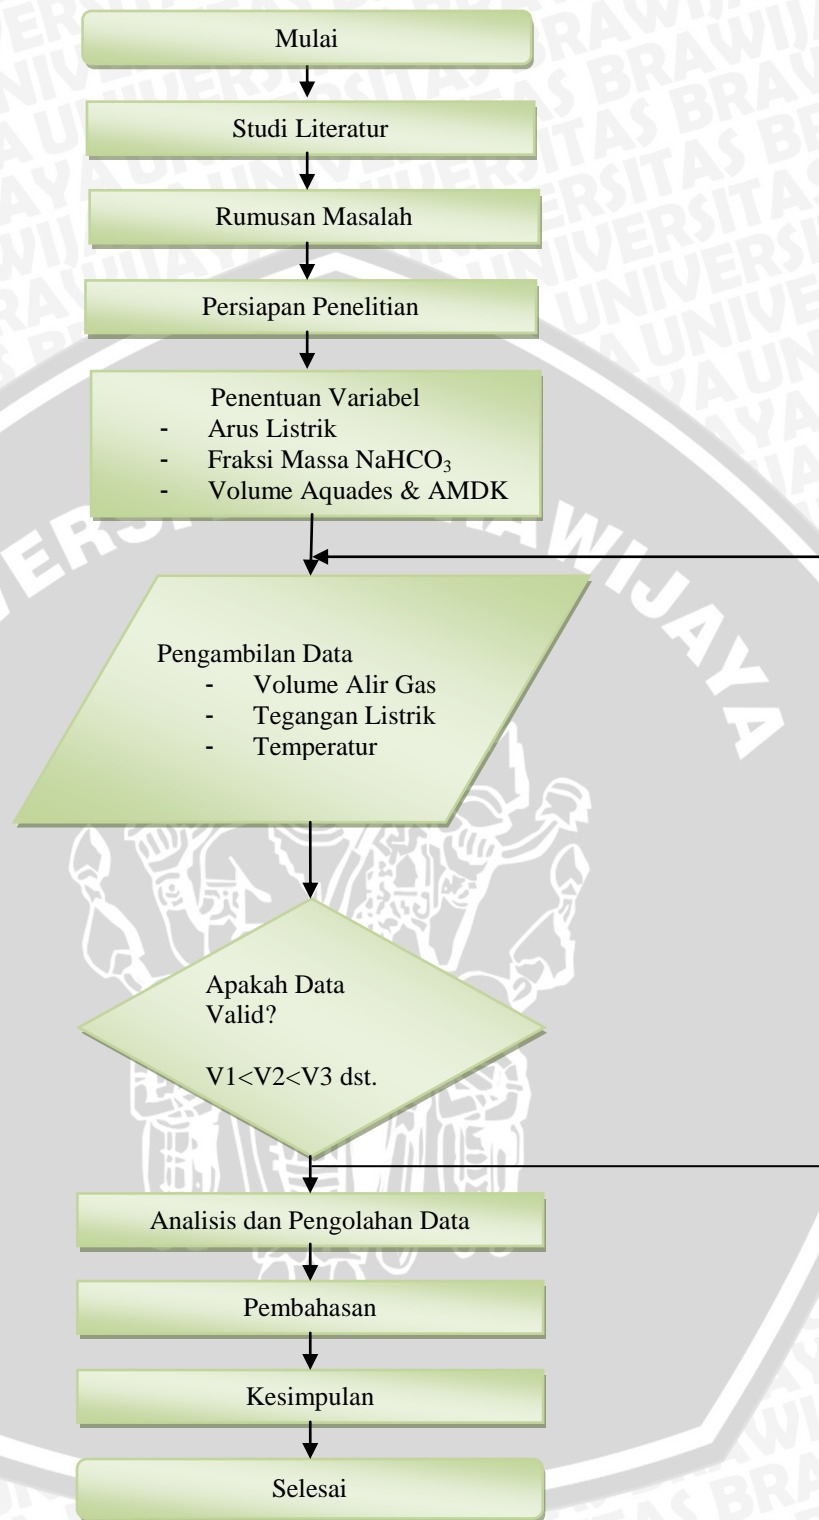 Mulai
Studi Literatur
Rumusan Masalah
Persiapan Penelitian
Penentuan Variabel
- Arus Listrik
- Fraksi Massa NaHCO₃
- Volume Aquades & AMDK
Pengambilan Data
- Volume Alir Gas
- Tegangan Listrik
- Temperatur
Apakah Data
Valid?
V1<V2<V3 dst.
Analisis dan Pengolahan Data
Pembahasan
Kesimpulan
Selesai